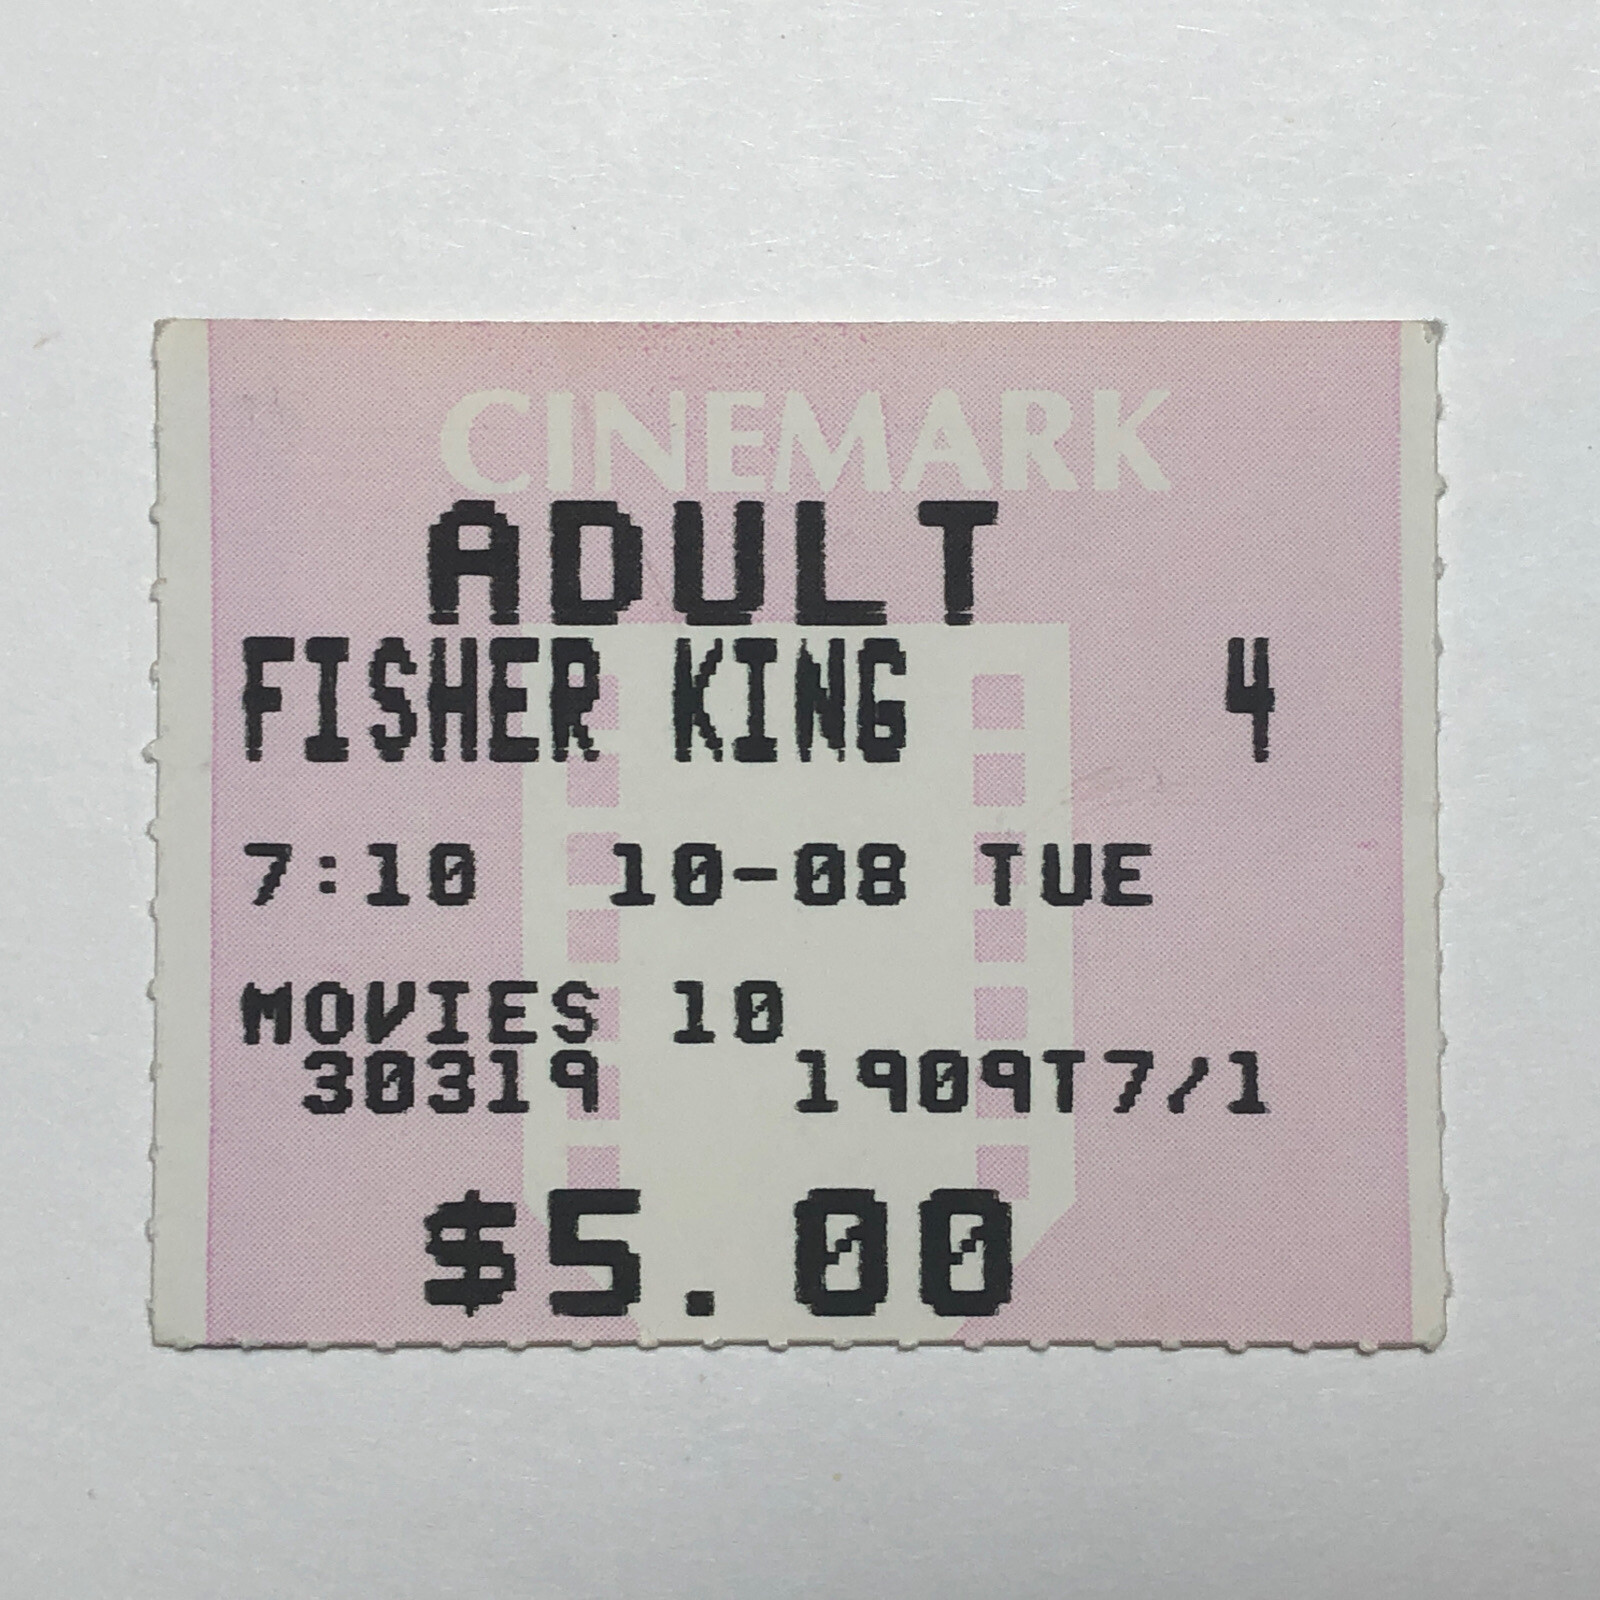 CINEMARK
ADULT
FISHER KING 4
7:10 10-08 TUE
MOVIES 10
30319 1909T7/1
$5.00